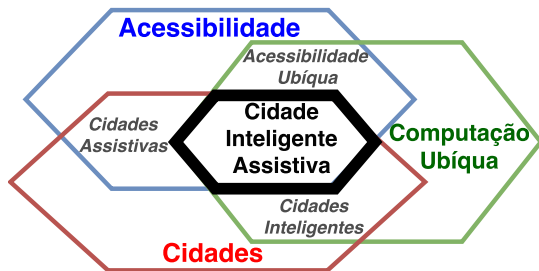 Acessibilidade
Acessibilidade
Ubíqua
Cidades
Assistivas
Cidade
Inteligente
Assistiva
Computação
Ubíqua
Cidades
Inteligentes
Cidades